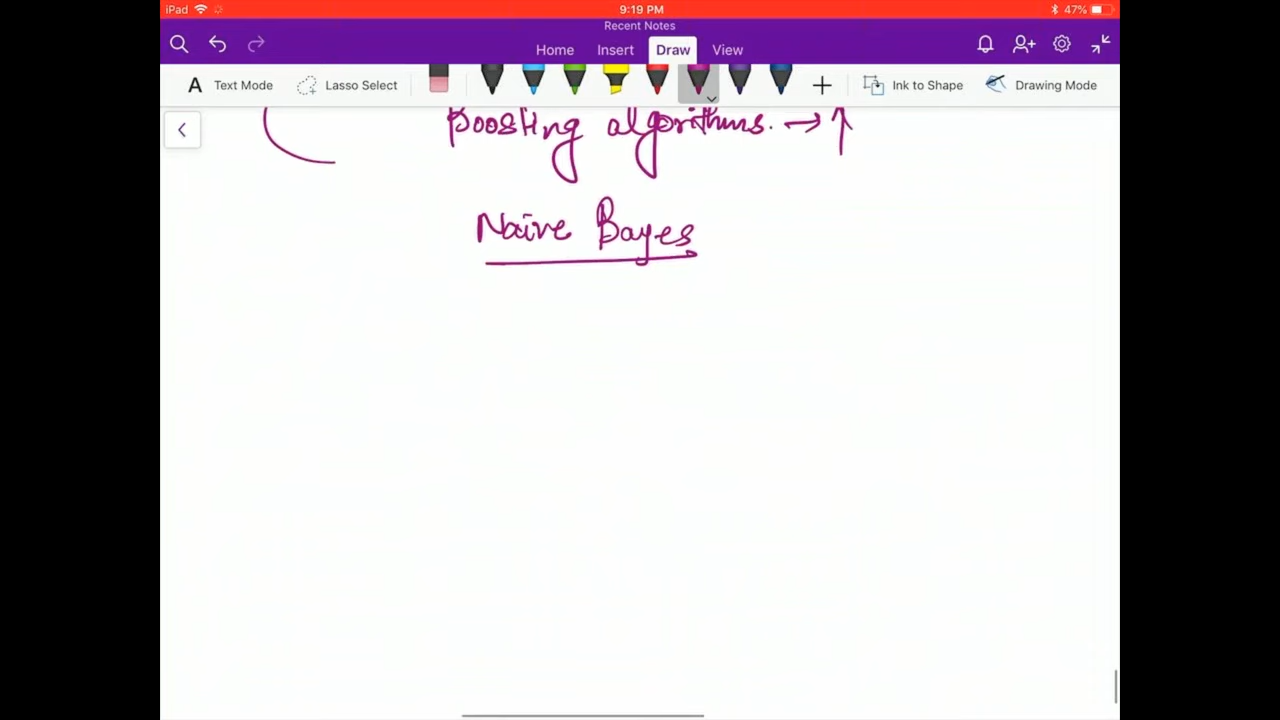 iPad 9:19 PM 47%
Recent Notes
Home Insert Draw View
A Text Mode Lasso Select + Ink to Shape Drawing Mode
Boosting algorithms. → ↑
Naive Bayes